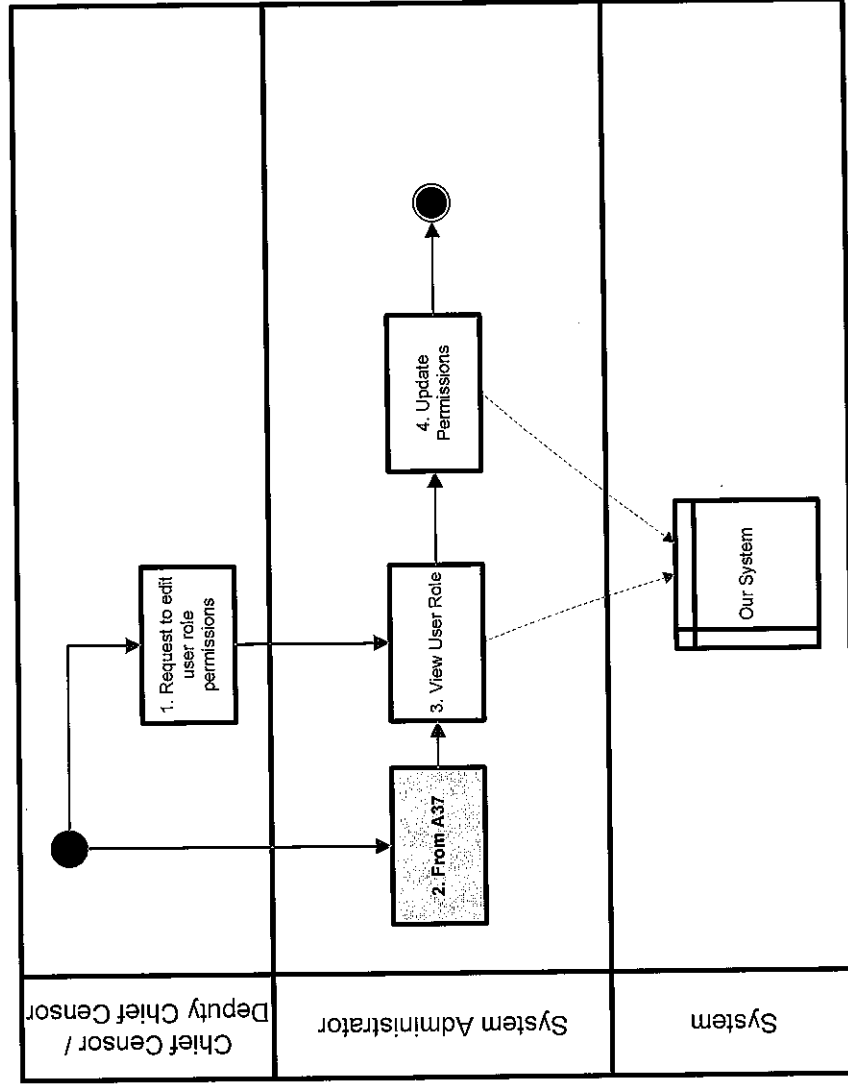 Chief Censor /
Deputy Chief Censor
System Administrator
System
1. Request to edit
user role
permissions
2. From A37
3. View User Role
4. Update
Permissions
Our System